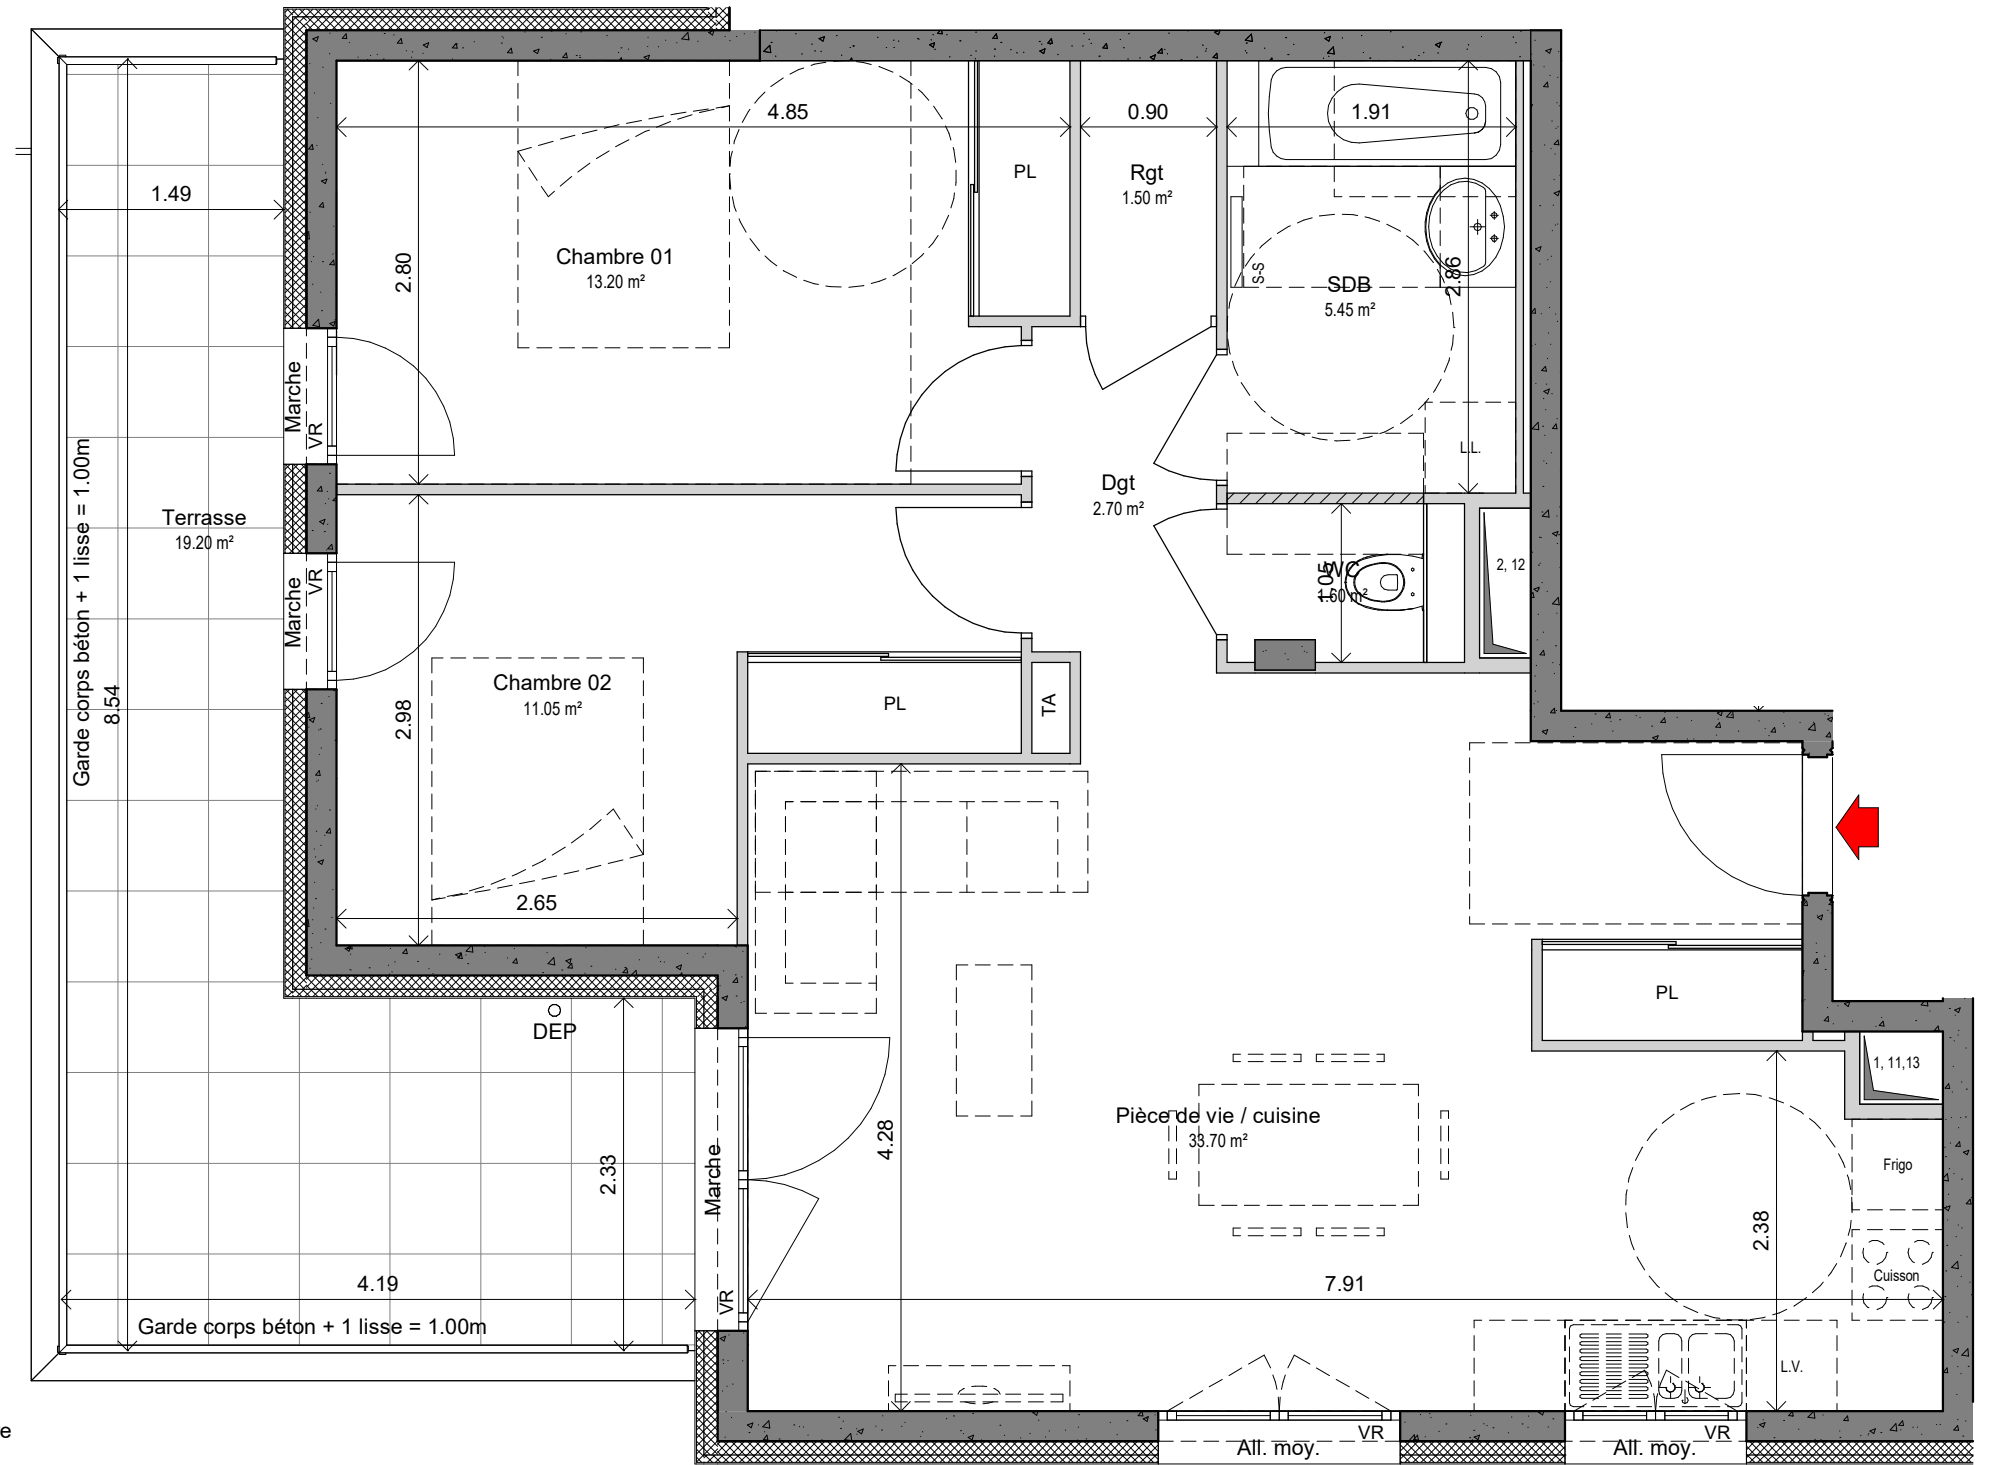 4.85
0.90
1.91
PL
Rgt
1.50 m²
1.49
Chambre 01
13.20 m²
2.80
S-S
SDB
5.45 m²
2.86
Marche
VR
L.L.
Garde corps béton + 1 lisse = 1.00m
8.54
Terrasse
19.20 m²
Dgt
2.70 m²
Marche
VR
WC
1.60 m²
1.05
2, 12
Chambre 02
11.05 m²
2.98
PL
TA
2.65
PL
DEP
1, 11,13
Pièce de vie / cuisine
33.70 m²
4.28
2.33
Marche
VR
Frigo
2.38
Cuisson
4.19
7.91
Garde corps béton + 1 lisse = 1.00m
L.V.
e
All. moy.
VR
All. moy.
VR